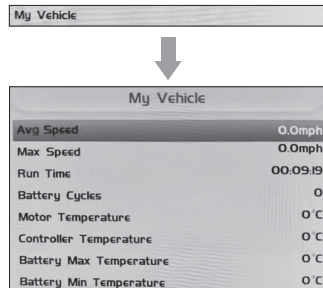 My Vehicle
My Vehicle
Avg Speed 0.0mph
Max Speed 0.0mph
Run Time 00:09:19
Battery Cycles 0
Motor Temperature 0°C
Controller Temperature 0°C
Battery Max Temperature 0°C
Battery Min Temperature 0°C